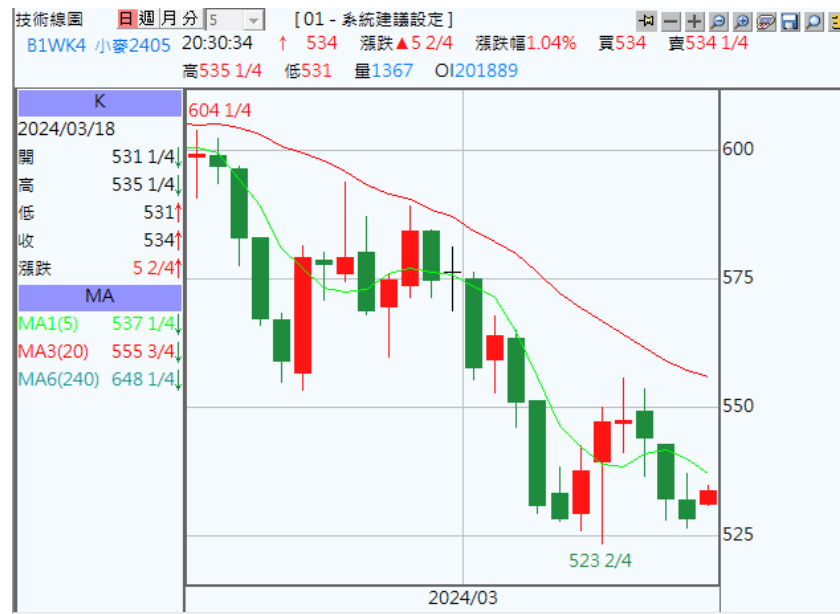 技術線圖 日 週 月 分 5 [01 - 系統建議設定]
B1WK4 小麥2405 20:30:34 ↑ 534 漲跌▲5 2/4 漲跌幅1.04% 買534 賣534 1/4
高535 1/4 低531 量1367 OI201889
K
2024/03/18
開 531 1/4↓
高 535 1/4↓
低 531↑
收 534↑
漲跌 5 2/4↑
MA
MA1(5) 537 1/4↓
MA3(20) 555 3/4↓
MA6(240) 648 1/4↓
604 1/4
600
575
550
525
523 2/4
2024/03